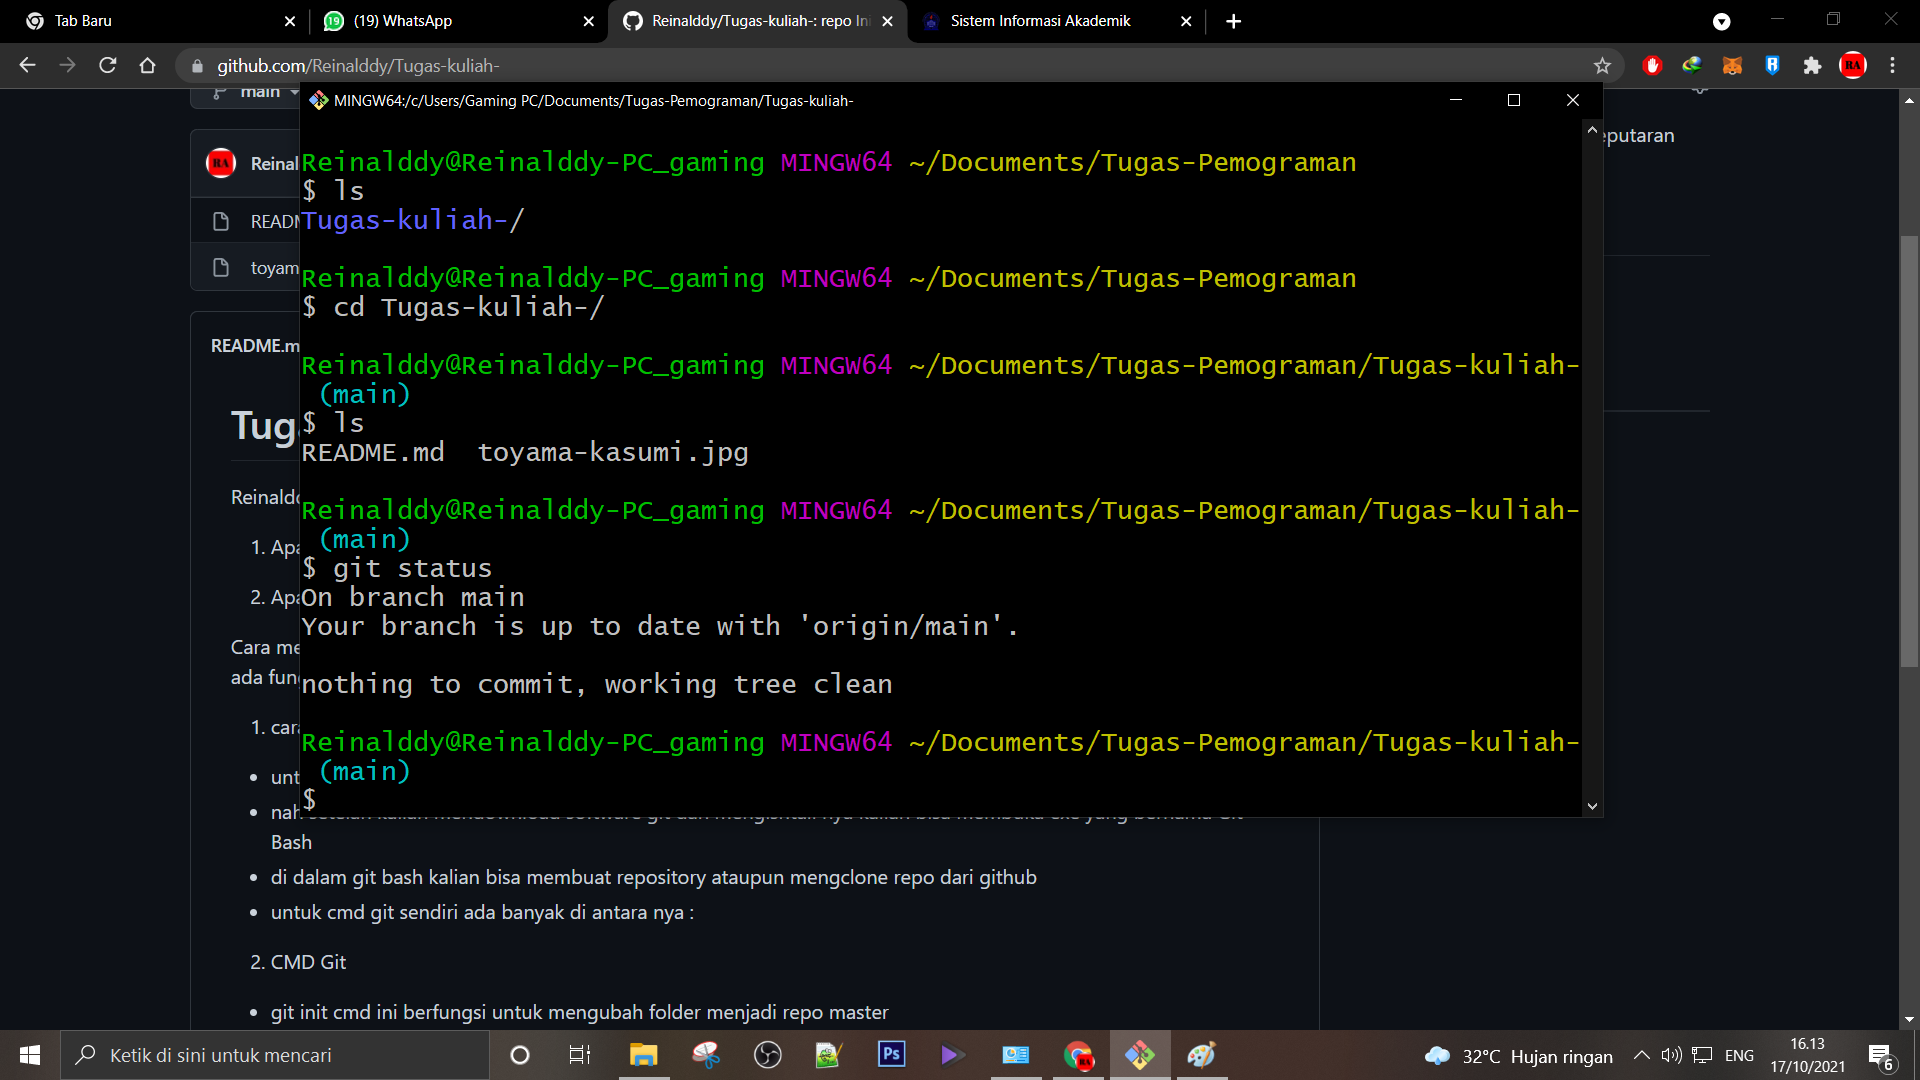 Tab Baru
(19) WhatsApp
Reinalddy/Tugas-kuliah-: repo Ini
Sistem Informasi Akademik
github.com/Reinalddy/Tugas-kuliah-
main
MINGW64:/c/Users/Gaming PC/Documents/Tugas-Pemograman/Tugas-kuliah-
eputaran
RA
Reinal
READM
toyam
README.m
Tug
Reinald
1. Apa
2. Apa
Cara me
ada fun
1. cara
unt
nah
Reinalddy@Reinalddy-PC_gaming MINGW64 ~/Documents/Tugas-Pemograman
$ ls
Tugas-kuliah-/
Reinalddy@Reinalddy-PC_gaming MINGW64 ~/Documents/Tugas-Pemograman
$ cd Tugas-kuliah-/
Reinalddy@Reinalddy-PC_gaming MINGW64 ~/Documents/Tugas-Pemograman/Tugas-kuliah-
(main)
$ ls
README.md  toyama-kasumi.jpg
Reinalddy@Reinalddy-PC_gaming MINGW64 ~/Documents/Tugas-Pemograman/Tugas-kuliah-
(main)
$ git status
On branch main
Your branch is up to date with 'origin/main'.
nothing to commit, working tree clean
Reinalddy@Reinalddy-PC_gaming MINGW64 ~/Documents/Tugas-Pemograman/Tugas-kuliah-
(main)
$
Bash
• di dalam git bash kalian bisa membuat repository ataupun mengclone repo dari github
• untuk cmd git sendiri ada banyak di antara nya :
2. CMD Git
• git init cmd ini berfungsi untuk mengubah folder menjadi repo master
Ketik di sini untuk mencari
Ps
32°C Hujan ringan
ENG
16.13
17/10/2021
6